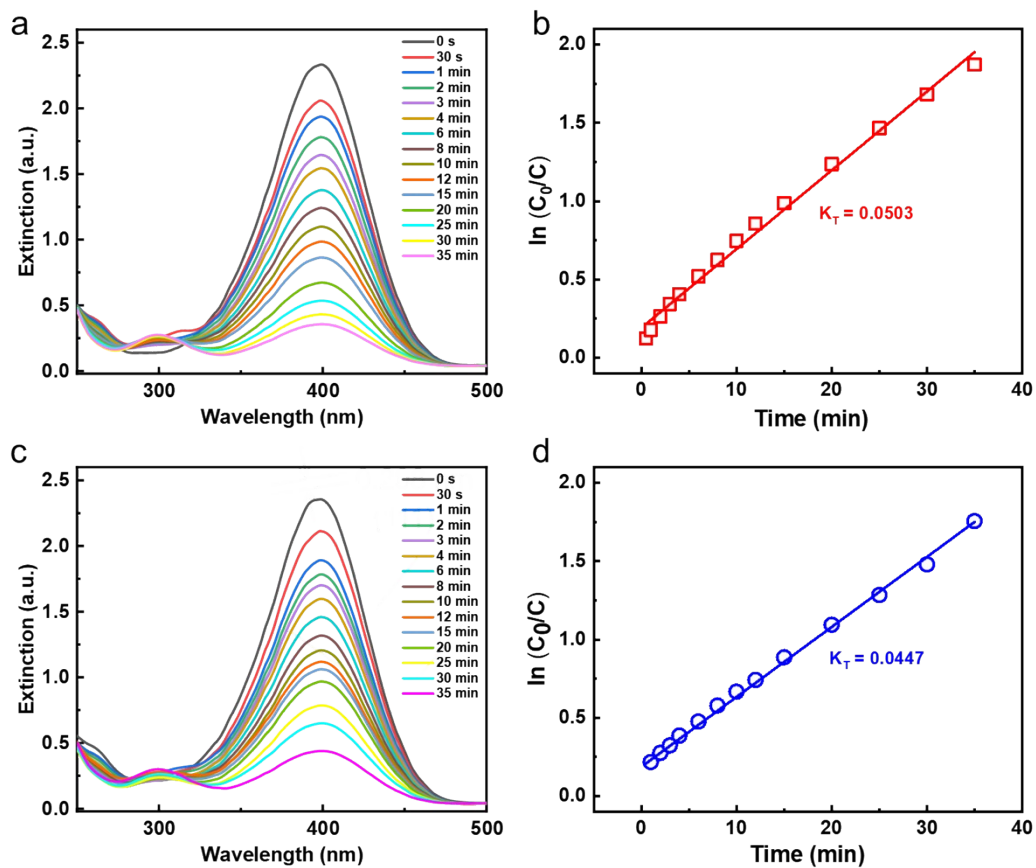 a
Extinction (a.u.)
2.5
2.0
1.5
1.0
0.5
0.0
300
400
500
Wavelength (nm)
0 s
30 s
1 min
2 min
3 min
4 min
6 min
8 min
10 min
12 min
15 min
20 min
25 min
30 min
35 min
b
ln (C0/C)
2.0
1.5
1.0
0.5
0.0
0
10
20
30
40
Time (min)
KT = 0.0503
c
Extinction (a.u.)
2.5
2.0
1.5
1.0
0.5
0.0
300
400
500
Wavelength (nm)
0 s
30 s
1 min
2 min
3 min
4 min
6 min
8 min
10 min
12 min
15 min
20 min
25 min
30 min
35 min
d
ln (C0/C)
2.0
1.5
1.0
0.5
0.0
0
10
20
30
40
Time (min)
KT = 0.0447